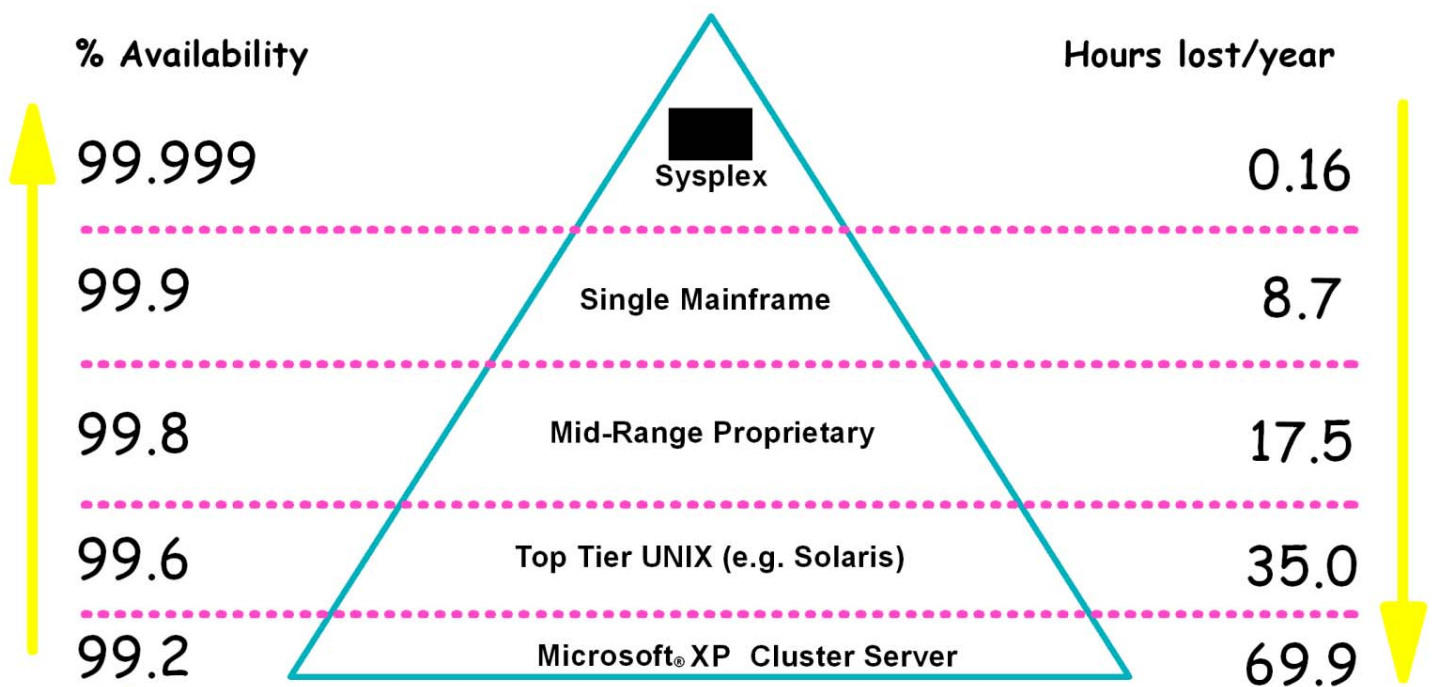 % Availability
Hours lost/year
99.999
Sysplex
0.16
99.9
Single Mainframe
8.7
99.8
Mid-Range Proprietary
17.5
99.6
Top Tier UNIX (e.g. Solaris)
35.0
99.2
Microsoft® XP Cluster Server
69.9